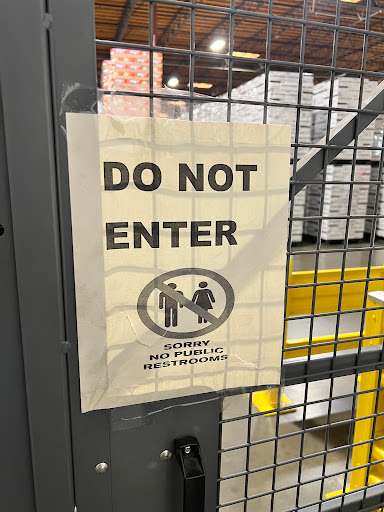 DO NOT
ENTER
SORRY
NO PUBLIC
RESTROOMS